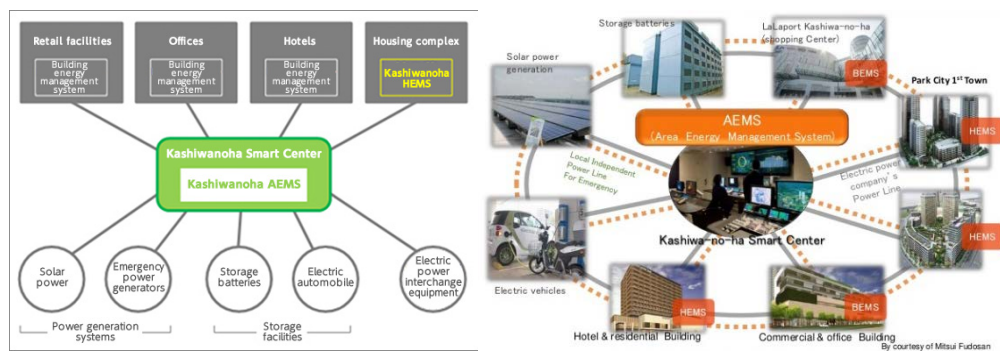 Retail facilities
Building
energy
management
system
Offices
Building
energy
management
system
Hotels
Building
energy
management
system
Housing complex
Kashiwanoha
HEMS
Kashiwanoha Smart Center
Kashiwanoha AEMS
Solar
power
Emergency
power
generators
Storage
batteries
Electric
automobile
Electric
power
interchange
equipment
Power generation
systems
Storage
facilities
Storage batteries
LaLaport Kashiwa-no-ha
(shopping Center)
Solar power
generation
BEMS
Park City 1st Town
HEMS
AEMS
(Area Energy Management System)
Local Independent
Power Line
For Emergency
Electric power
company's
Power Line
Kashiwa-no-ha Smart Center
HEMS
Electric vehicles
HEMS
BEMS
Hotel & residential Building
Commercial & office Building
By courtesy of Mitsui Fudosan